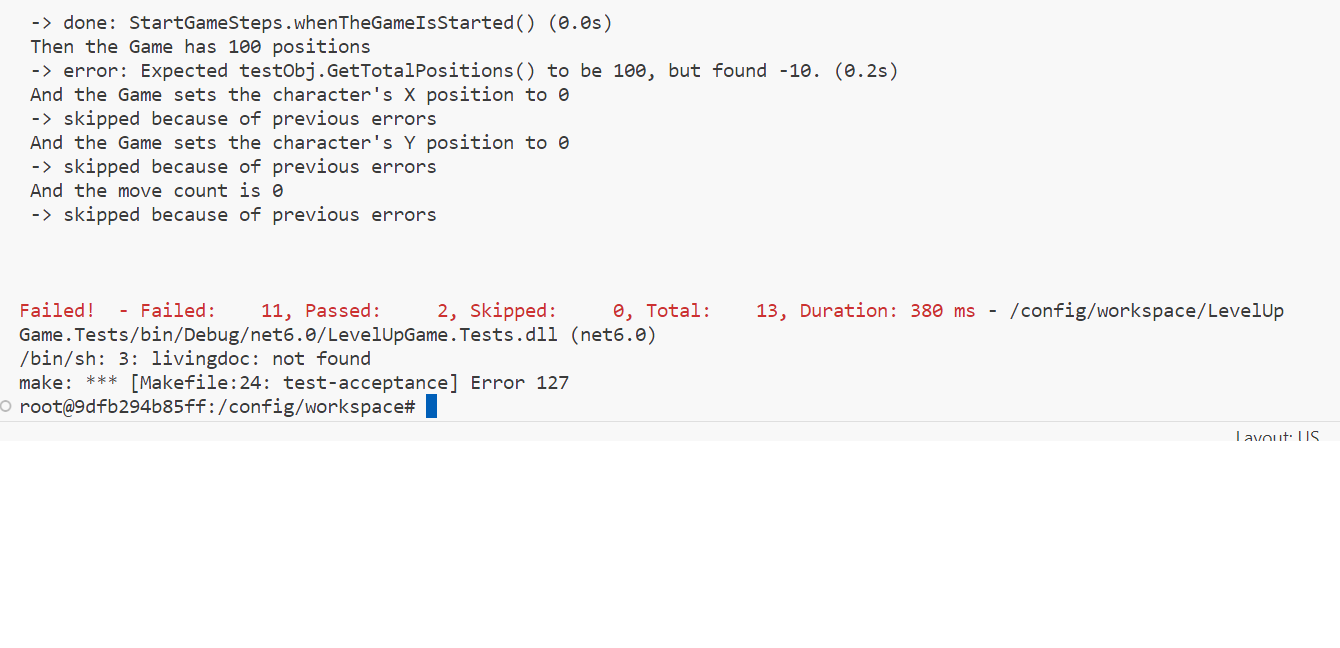 -> done: StartGameSteps.whenTheGameIsStarted() (0.0s)
Then the Game has 100 positions
-> error: Expected testObj.GetTotalPositions() to be 100, but found -10. (0.2s)
And the Game sets the character's X position to 0
-> skipped because of previous errors
And the Game sets the character's Y position to 0
-> skipped because of previous errors
And the move count is 0
-> skipped because of previous errors
Failed!  - Failed:    11, Passed:     2, Skipped:     0, Total:    13, Duration: 380 ms - /config/workspace/LevelUp
Game.Tests/bin/Debug/net6.0/LevelUpGame.Tests.dll (net6.0)
/bin/sh: 3: livingdoc: not found
make: *** [Makefile:24: test-acceptance] Error 127
root@9dfb294b85ff:/config/workspace#
Layout: US